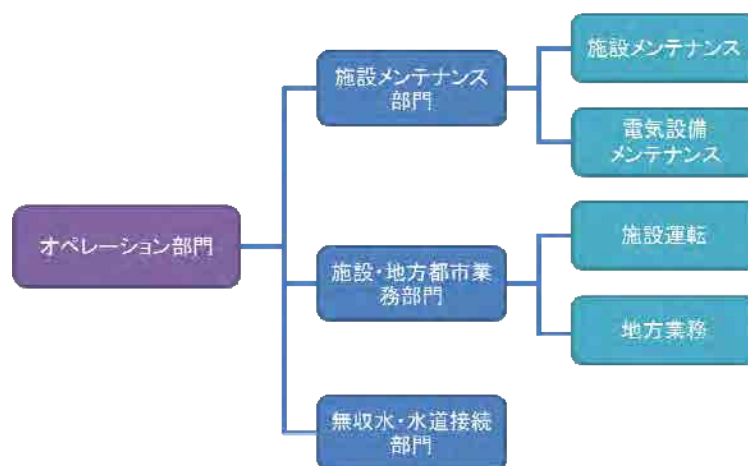 オペレーション部門
施設メンテナンス
部門
施設メンテナンス
電気設備
メンテナンス
施設・地方都市業
務部門
施設運転
地方業務
無収水・水道接続
部門